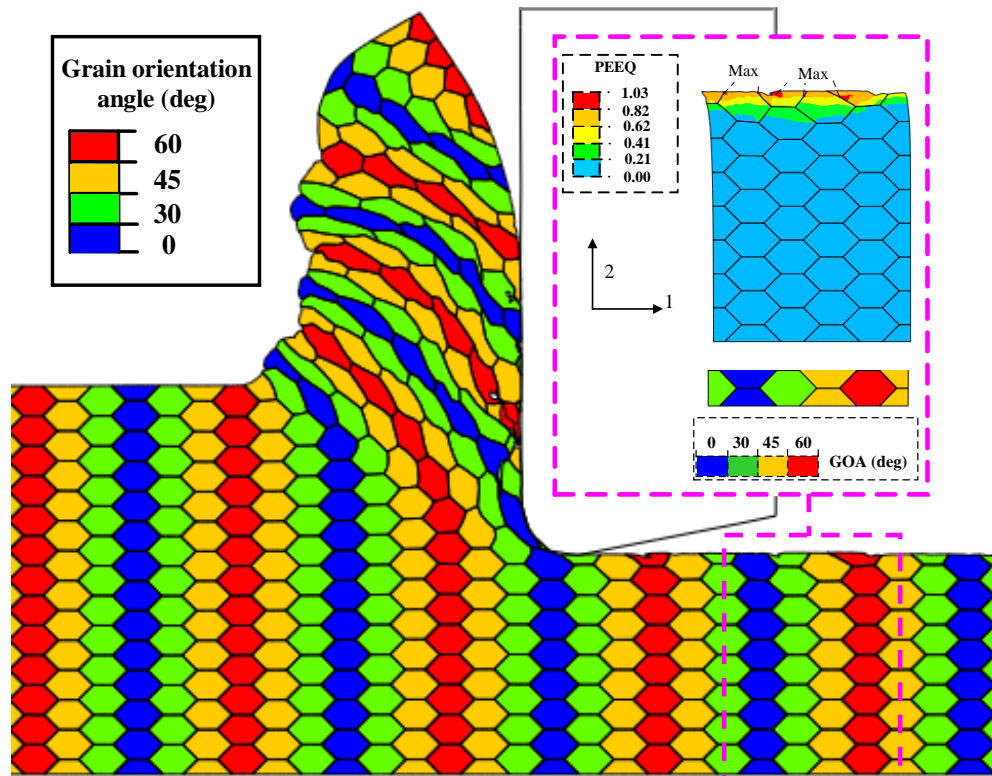 Grain orientation
angle (deg)
60
45
30
0
PEEQ
1.03
0.82
0.62
0.41
0.21
0.00
Max
Max
2
1
0 30 45 60
GOA (deg)